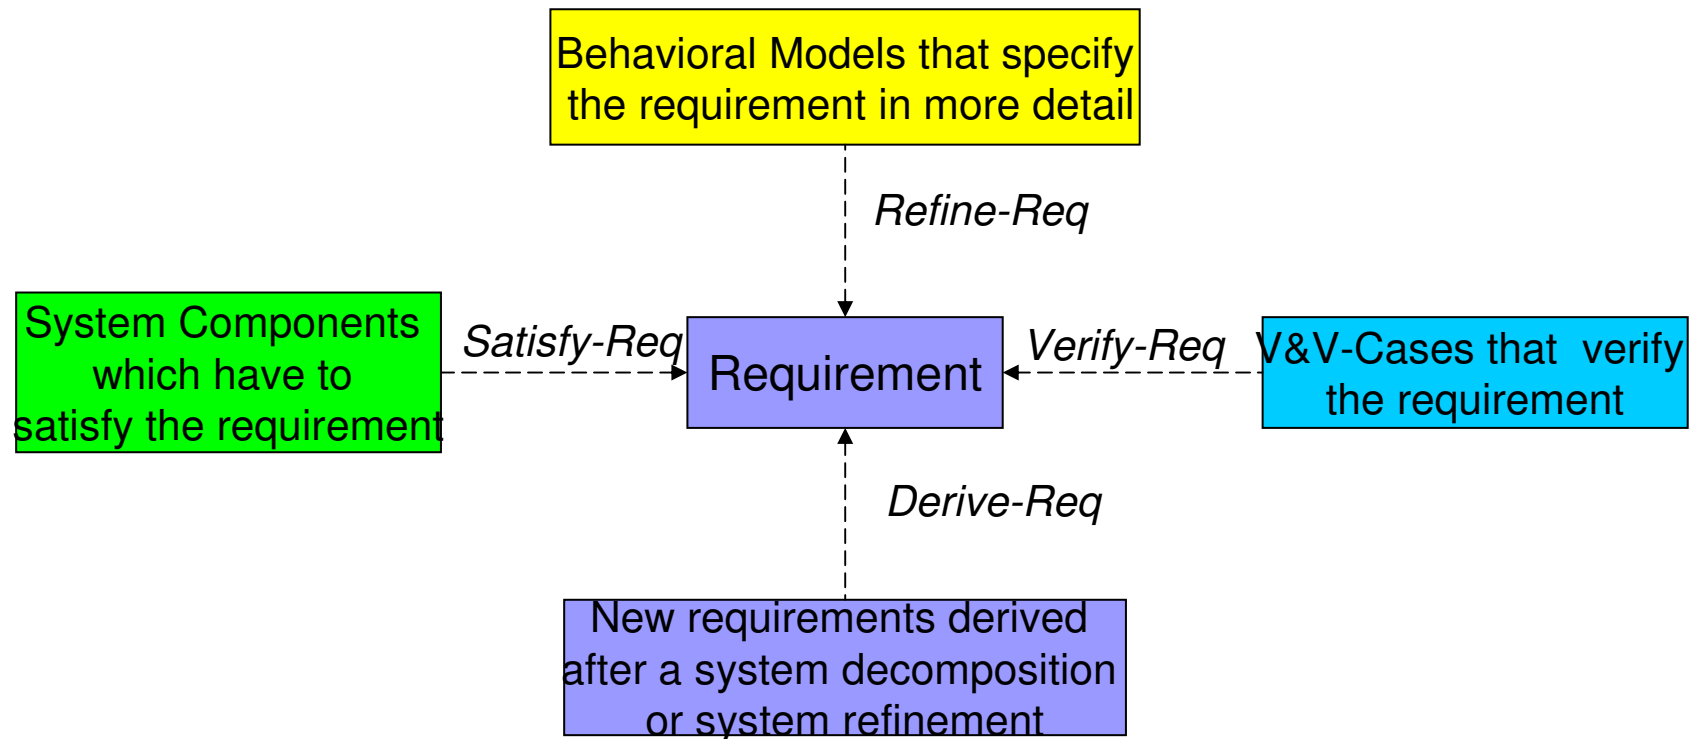 Behavioral Models that specify
the requirement in more detail
Refine-Req
System Components
which have to
satisfy the requirement
Satisfy-Req
Requirement
Verify-Req
V&V-Cases that verify
the requirement
Derive-Req
New requirements derived
after a system decomposition
or system refinement